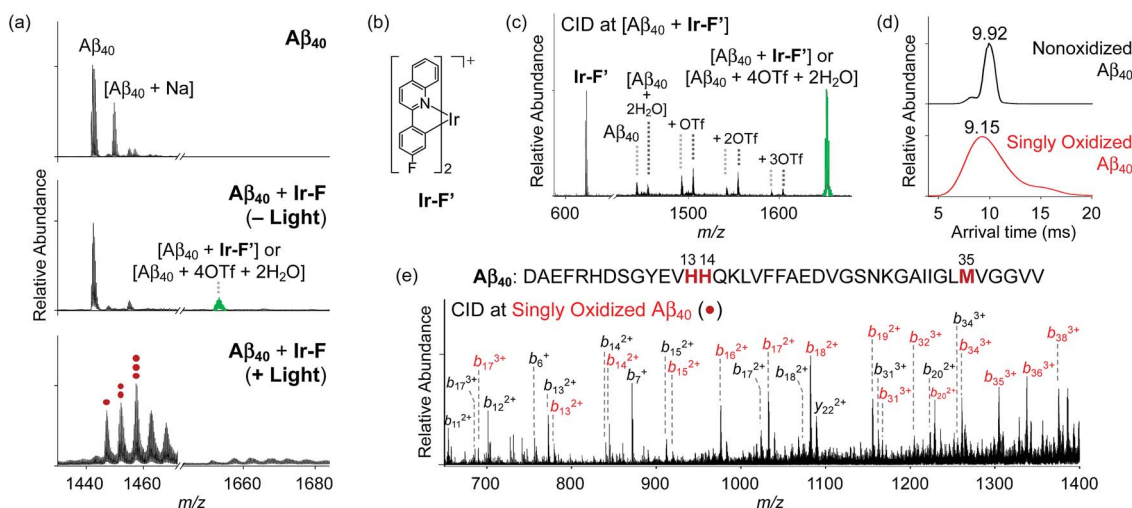 (a)
Aβ40
Aβ40
[Aβ40 + Na]
Relative Abundance
Aβ40 + Ir-F
(– Light)
[Aβ40 + Ir-F'] or
[Aβ40 + 4OTf + 2H2O]
Aβ40 + Ir-F
(+ Light)
1440 1460 1660 1680
m/z
(b)
+
N
Ir
F
2
Ir-F'
(c)
CID at [Aβ40 + Ir-F']
Relative Abundance
Ir-F'
[Aβ40
+
2H2O]
Aβ40
+ OTf
+ 2OTf
+ 3OTf
[Aβ40 + Ir-F'] or
[Aβ40 + 4OTf + 2H2O]
600 1500 1600
m/z
(d)
Relative Abundance
9.92
Nonoxidized
Aβ40
9.15
Singly Oxidized
Aβ40
5 10 15 20
Arrival time (ms)
(e)
13 14 35
Aβ40: DAEFRHDSGYEVHHQKLVFFAEDVGSNKGAIIGLMVGGVV
CID at Singly Oxidized Aβ40 (●)
Relative Abundance
b11 2+
b17 3+
b17 3+
b12 2+
b6 +
b13 2+
b13 2+
b14 2+
b14 2+
b7 +
b15 2+
b15 2+
b16 2+
b17 2+
b17 2+
b18 2+
b18 2+
y22 2+
b19 2+
b31 3+
b31 3+
b32 3+
b20 2+
b20 2+
b34 3+
b34 3+
b35 3+
b36 3+
b38 3+
700 800 900 1000 1100 1200 1300 1400
m/z